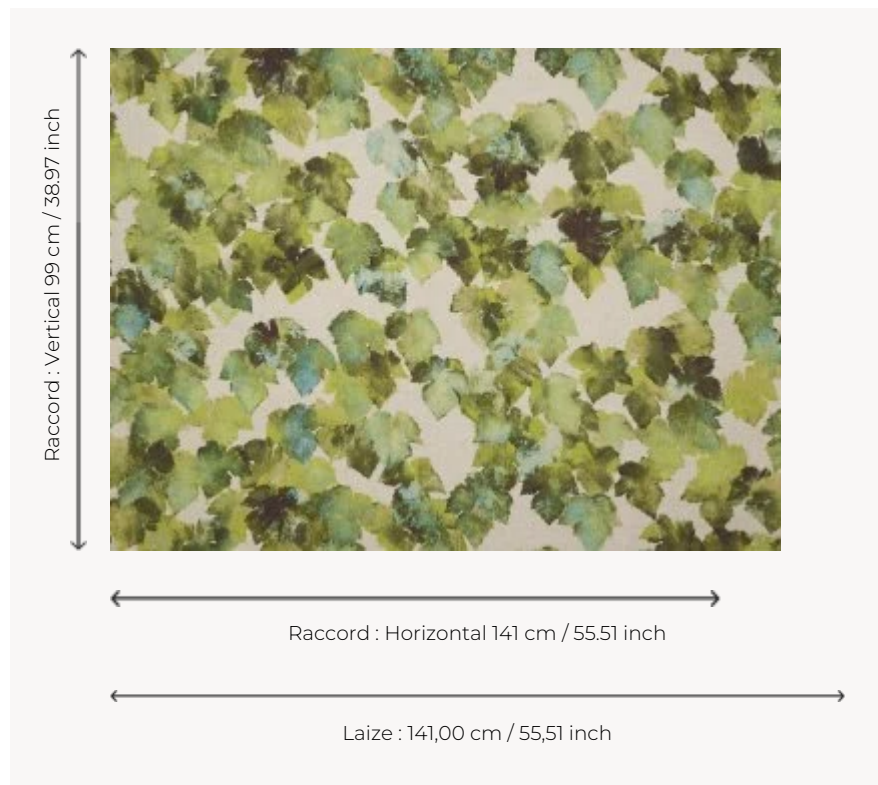 Raccord : Vertical 99 cm / 38.97 inch
Raccord : Horizontal 141 cm / 55.51 inch
Laize : 141,00 cm / 55,51 inch